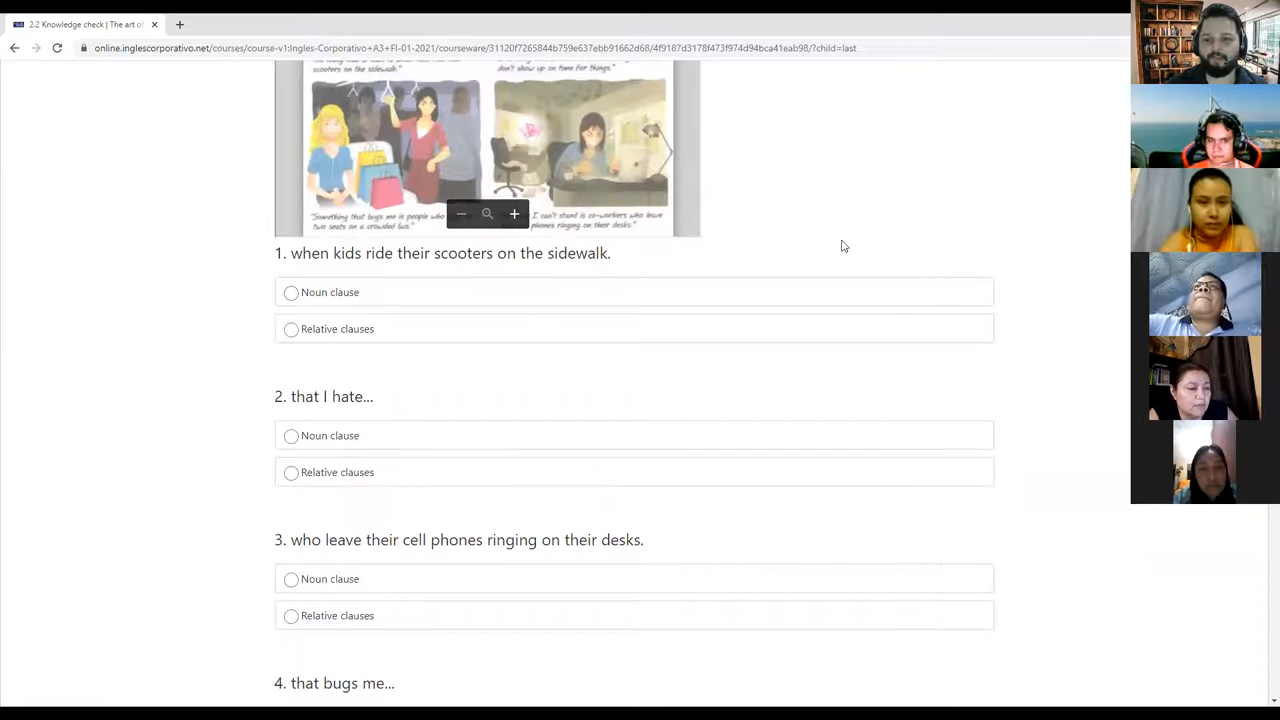 2.2 Knowledge check | The art of
online.inglescorporativo.net/courses/course-v1:Ingles-Corporativo+A3+FI-01-2021/courseware/31120f7265844b759e637ebb91662d68/4f9187d3178f473f974d94bca41eab98/?child=last
scooters on the sidewalk."
don't show up on time for things."
"Something that bugs me is people who
two seats on a crowded bus."
I can't stand is co-workers who leave
phones ringing on their desks."
1. when kids ride their scooters on the sidewalk.
Noun clause
Relative clauses
2. that I hate...
Noun clause
Relative clauses
3. who leave their cell phones ringing on their desks.
Noun clause
Relative clauses
4. that bugs me...